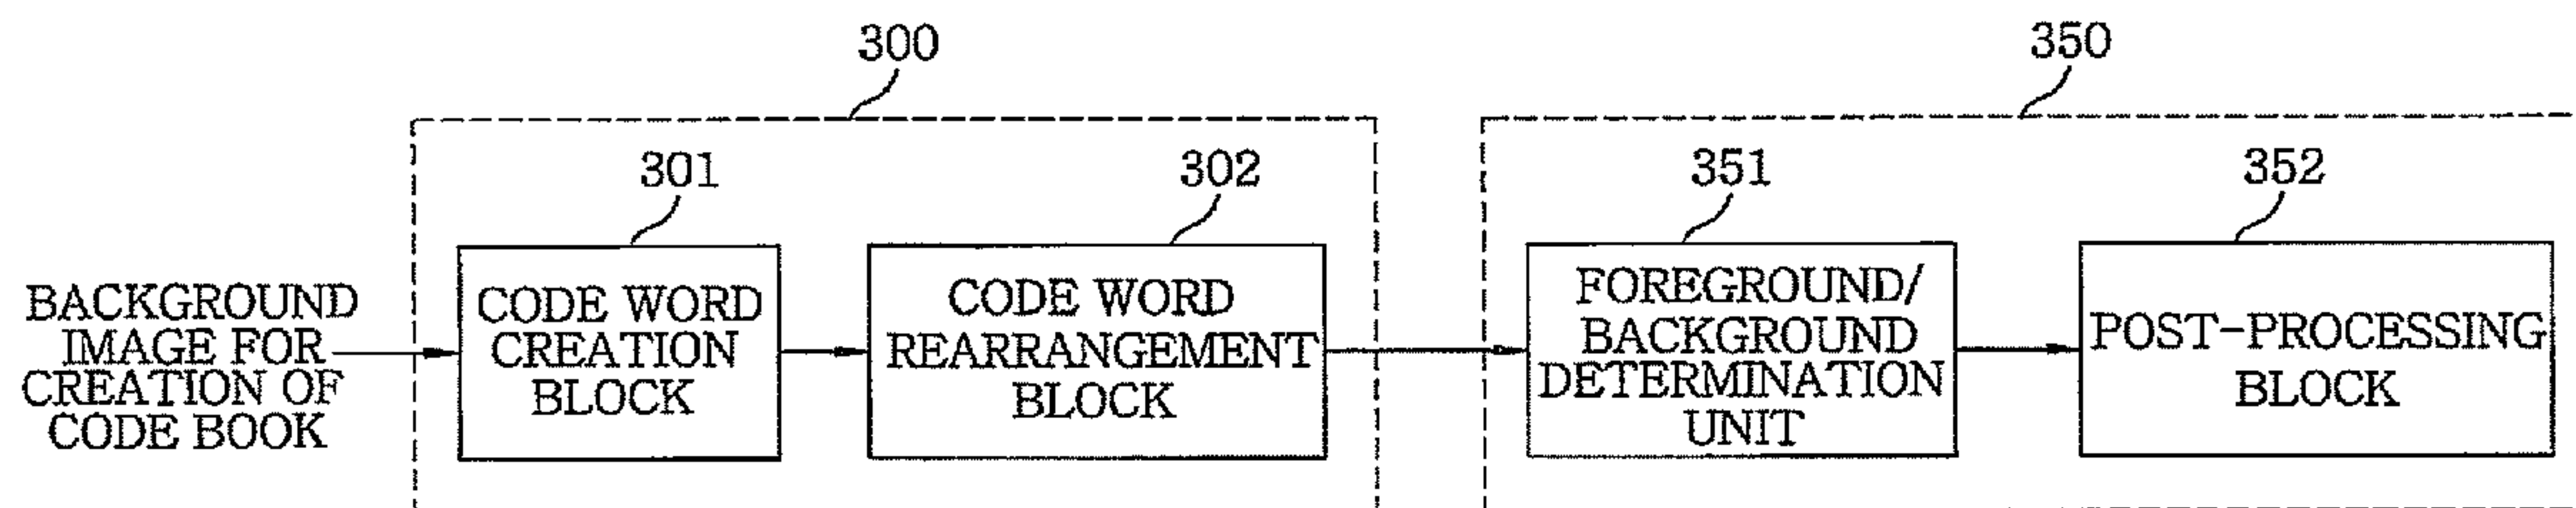 300
350
301
302
351
352
BACKGROUND
IMAGE FOR
CREATION OF
CODE BOOK
CODE WORD
CREATION
BLOCK
CODE WORD
REARRANGEMENT
BLOCK
FOREGROUND/
BACKGROUND
DETERMINATION
UNIT
POST-PROCESSING
BLOCK